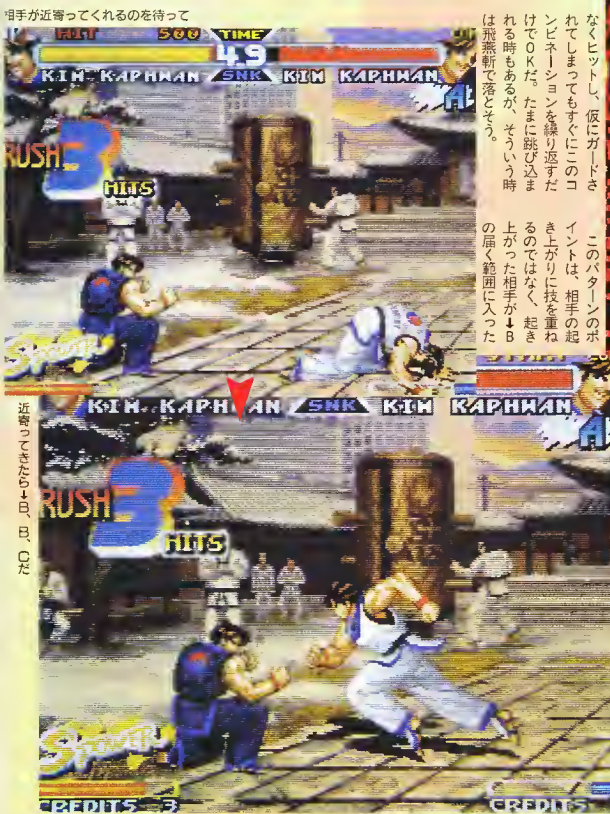 相手が近寄ってくれるのを待って
なくヒットし、仮にガードさ
れてしまってもすぐにこのコ
ンビネーションを繰り返すだ
けでOKだ。たまに跳び込ま
れる時もあるが、そういう時
は飛燕斬で落とそう。
このパターンのポ
イントは、相手の起
き上がりに技を重ね
るのではなく、起き
上がった相手が↓B
の届く範囲に入った
HIT 500 TIME
49
KIM KAPHWAN SNK KIM KAPHWAN
RUSH 3
HITS
S.POWER
近寄ってきたら↓B、B、Cだ
KIM KAPHWAN SNK KIM KAPHWAN
RUSH 3
HITS
S.POWER
CREDITS 3
CREDITS